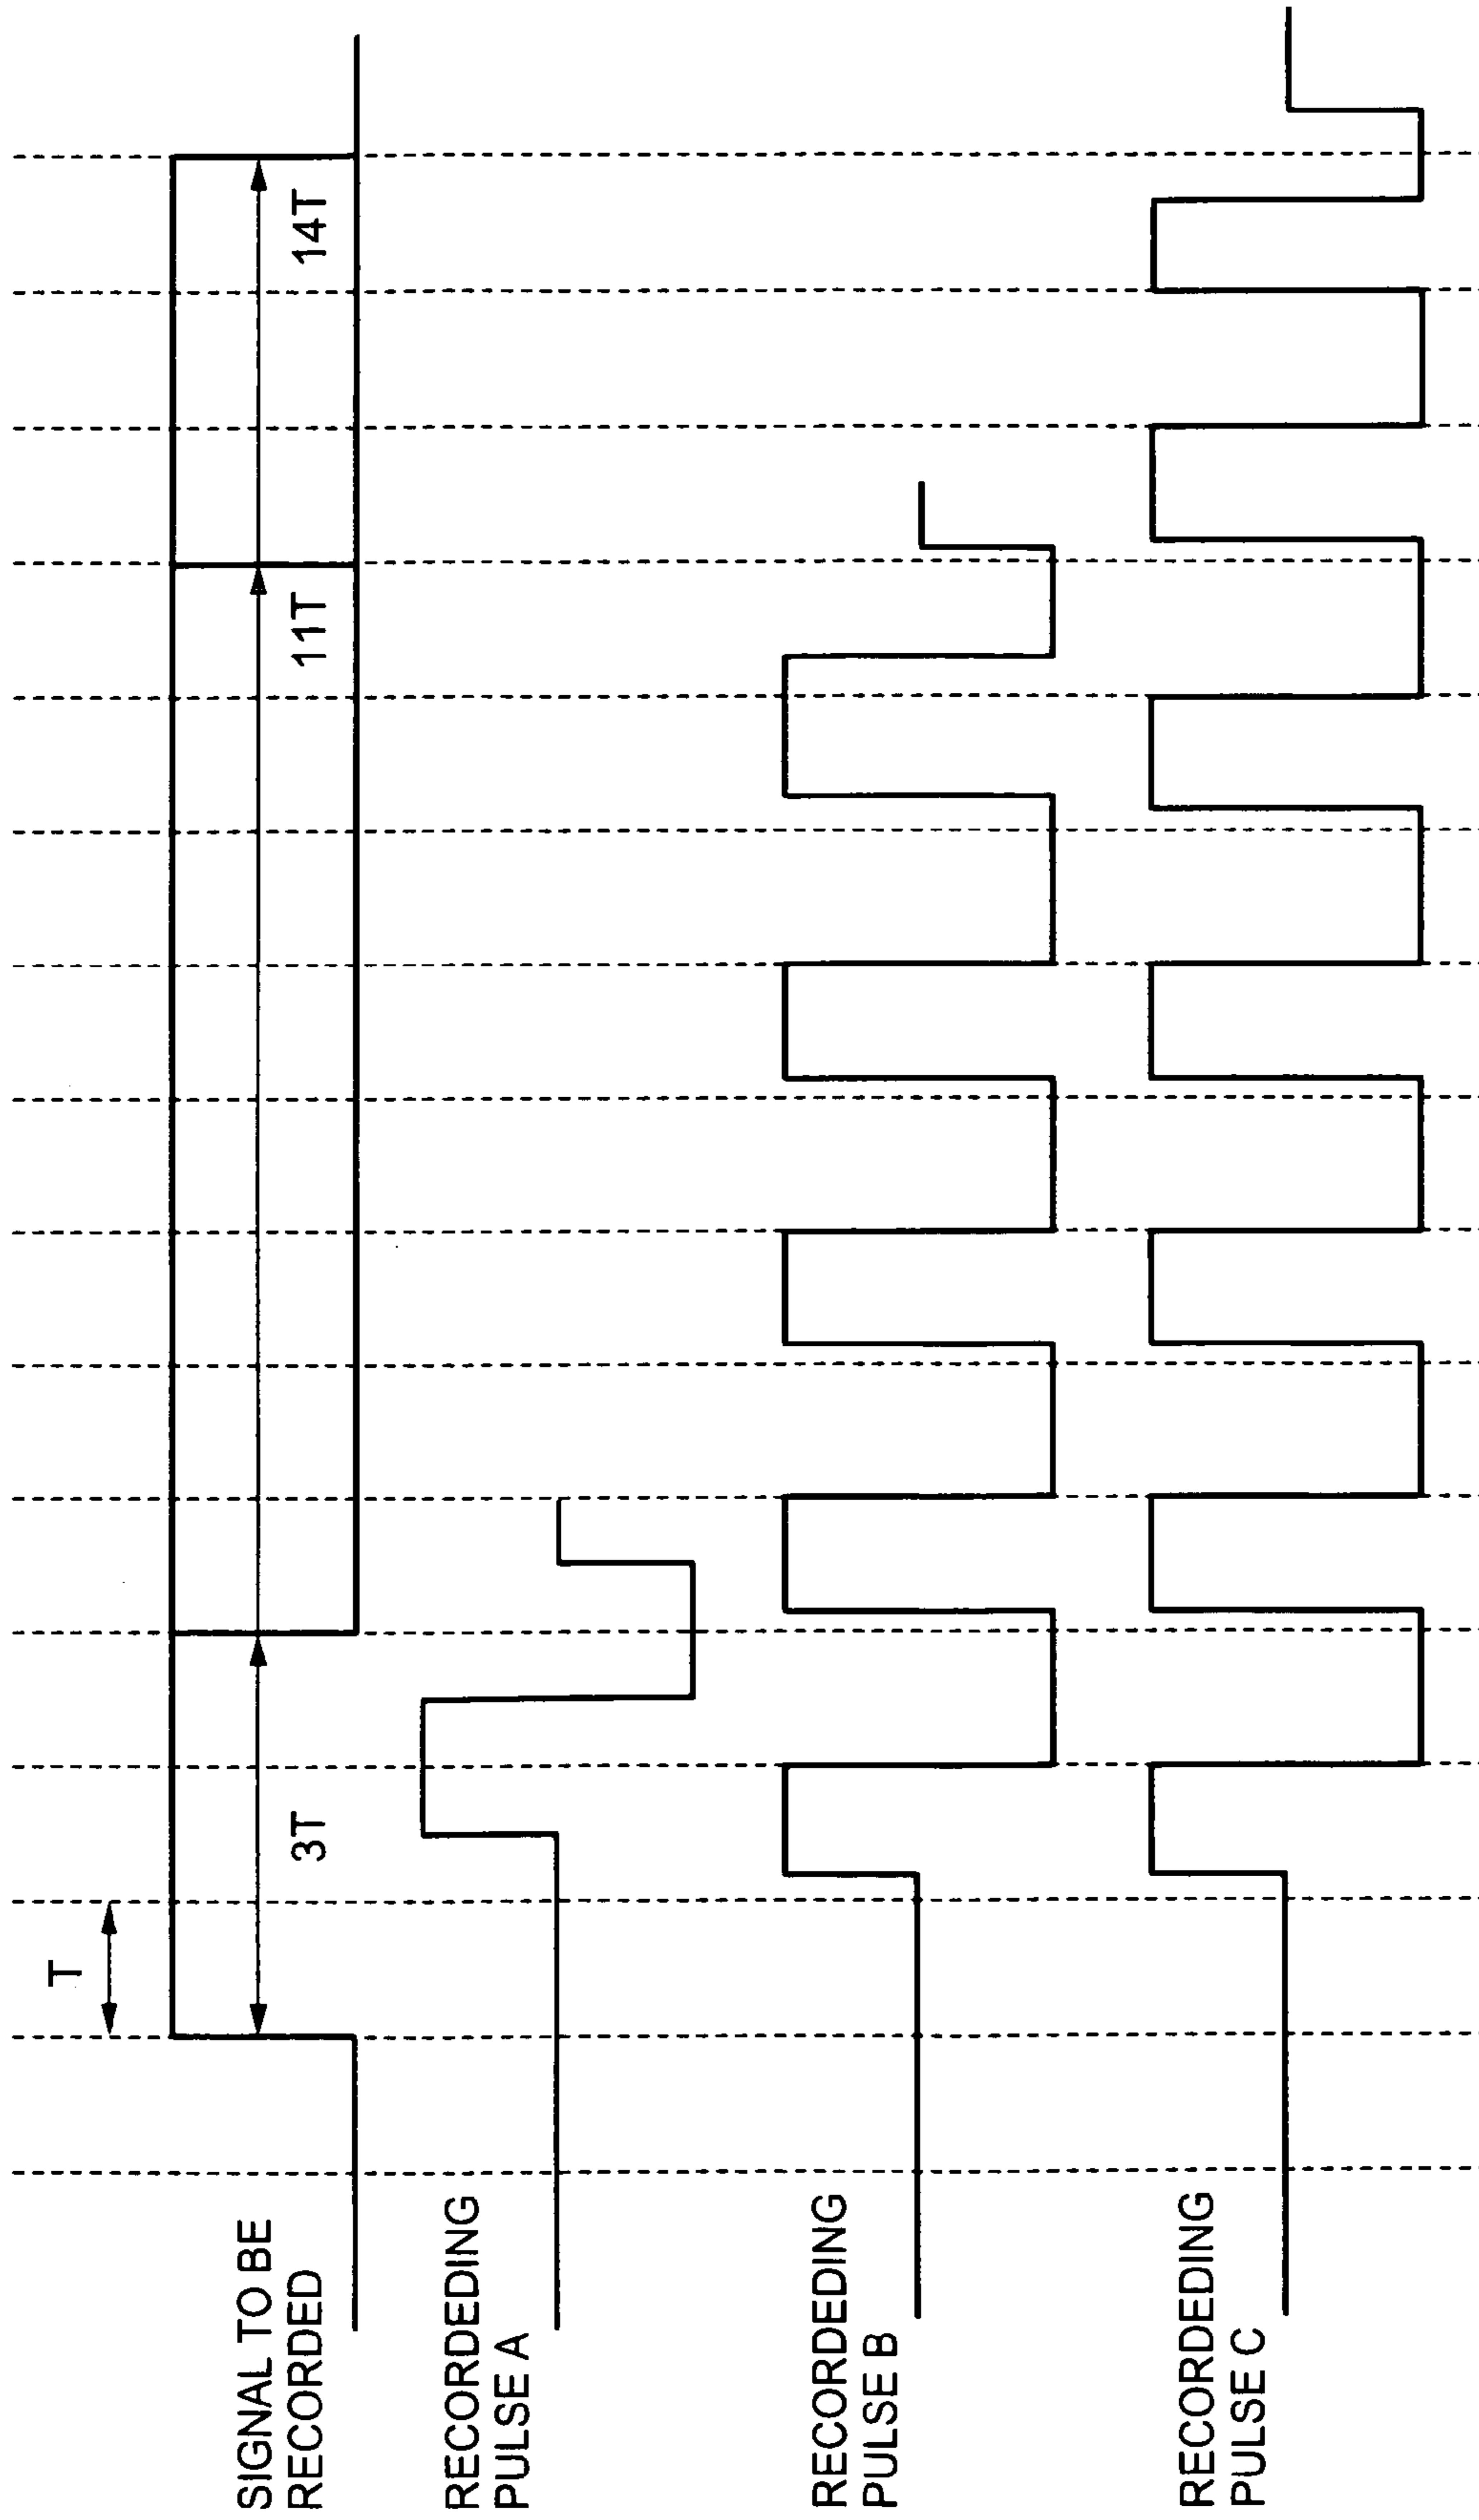 T
3T
11T
14T
SIGNAL TO BE
RECORDED
RECORDEDING
PULSE A
RECORDEDING
PULSE B
RECORDEDING
PULSE C